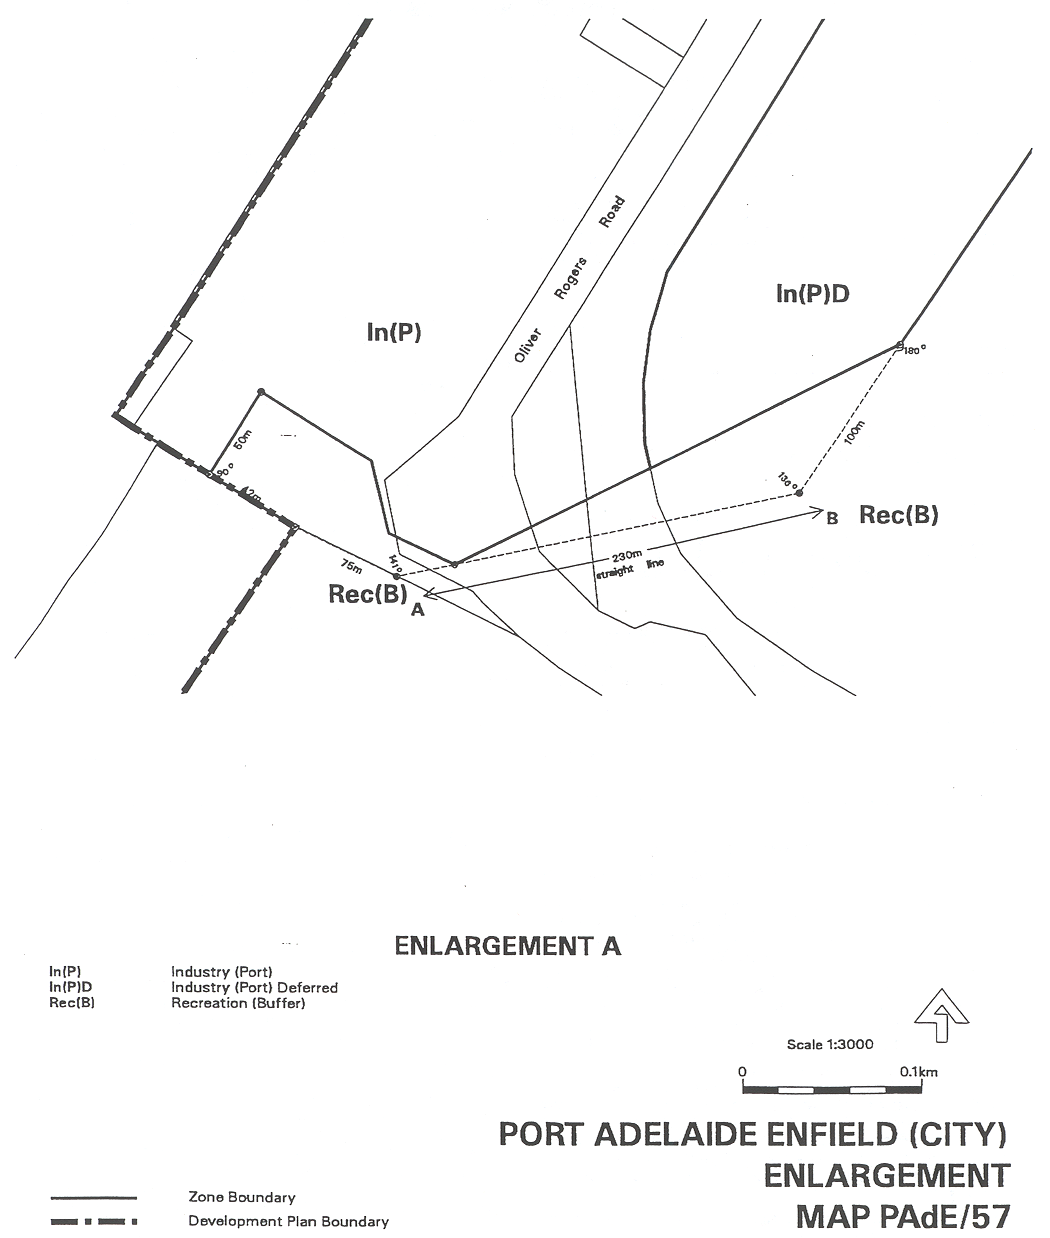 Oliver Rogers Road
In(P)D
In(P)
180°
50m
100m
90°
42m
136°
B Rec(B)
230m
straight line
141°
75m
Rec(B) A
ENLARGEMENT A
In(P) Industry (Port)
In(P)D Industry (Port) Deferred
Rec(B) Recreation (Buffer)
Scale 1:3000
0 0.1km
PORT ADELAIDE ENFIELD (CITY)
ENLARGEMENT
MAP PAdE/57
Zone Boundary
Development Plan Boundary